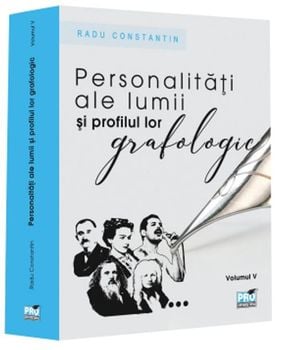 RADU CONSTANTIN
Personalități
ale lumii
și profilul lor
grafologic
Volumul V
PRO
Radu Constantin
Personalități ale lumii și profilul lor grafologic
Volumul V
PRO